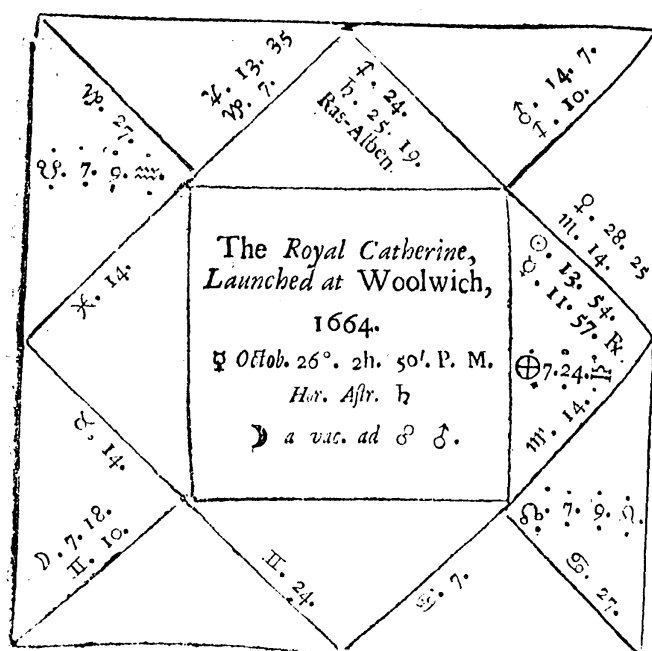 ♃. 13. 35
♑. 7.
♐. 24.
♄. 25. 19.
Ras-Alben.
♂. 14. 7.
♐. 10.
♑. 27.
☋. 7. 9. ♒.
♀. 28. 25
♏. 14.
☉. 13. 54.
☿. 11. 57. ℞.
⊕ 7. 24. ♎
♍. 14.
♓. 14.
The Royal Catherine,
Launched at Woolwich,
1664.
☿ Octob. 26°. 2h. 50'. P. M.
Hor. Aſtr. ♄
☽ a vac. ad ☍ ♂.
♉, 14.
☽. 7. 18.
♊. 10.
♊. 24.
♋. 7.
☊. 7. 9. ♌.
♋. 27.